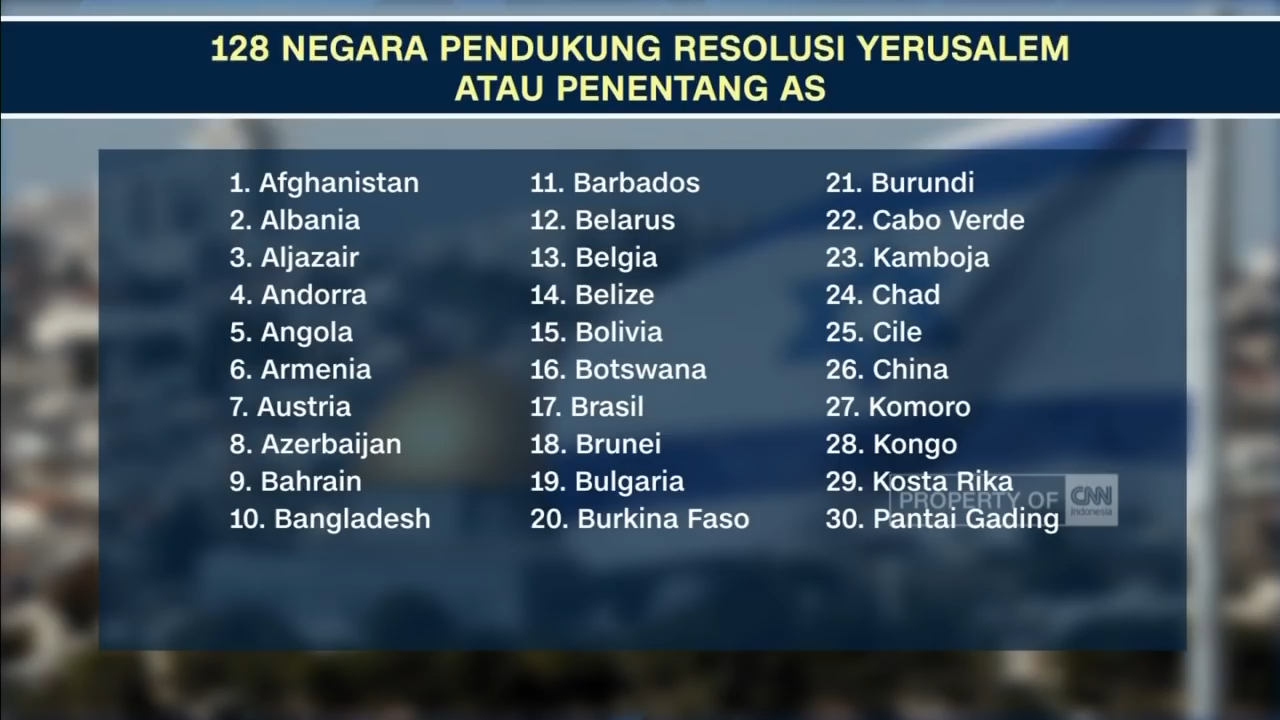 128 NEGARA PENDUKUNG RESOLUSI YERUSALEM
ATAU PENENTANG AS
1. Afghanistan
2. Albania
3. Aljazair
4. Andorra
5. Angola
6. Armenia
7. Austria
8. Azerbaijan
9. Bahrain
10. Bangladesh
11. Barbados
12. Belarus
13. Belgia
14. Belize
15. Bolivia
16. Botswana
17. Brasil
18. Brunei
19. Bulgaria
20. Burkina Faso
21. Burundi
22. Cabo Verde
23. Kamboja
24. Chad
25. Cile
26. China
27. Komoro
28. Kongo
29. Kosta Rika
30. Pantai Gading
PROPERTY OF CNN
Indonesia